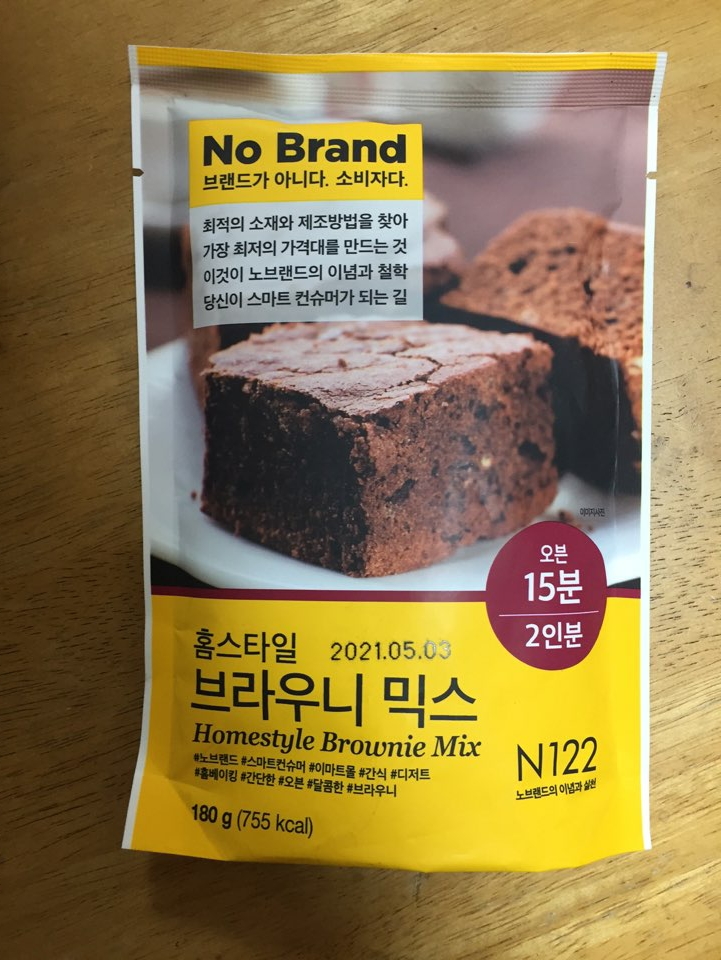 No Brand
브랜드가 아니다. 소비자다.
최적의 소재와 제조방법을 찾아
가장 최저의 가격대를 만드는 것
이것이 노브랜드의 이념과 철학
당신이 스마트 컨슈머가 되는 길
이미지사진
오븐
15분
2인분
홈스타일 2021.05.03
브라우니 믹스
Homestyle Brownie Mix
#노브랜드 #스마트컨슈머 #이마트몰 #간식 #디저트
#홈베이킹 #간단한 #오븐 #달콤한 #브라우니
N122
노브랜드의 이념과 실천
180 g (755 kcal)